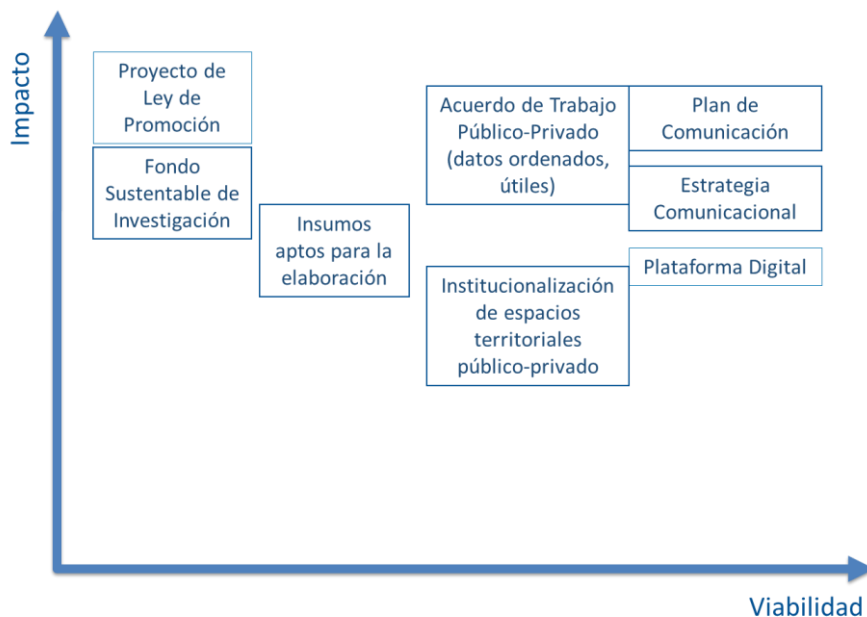 Impacto
Proyecto de
Ley de
Promoción
Fondo
Sustentable de
Investigación
Insumos
aptos para la
elaboración
Acuerdo de Trabajo
Público-Privado
(datos ordenados,
útiles)
Institucionalización
de espacios
territoriales
público-privado
Plan de
Comunicación
Estrategia
Comunicacional
Plataforma Digital
Viabilidad